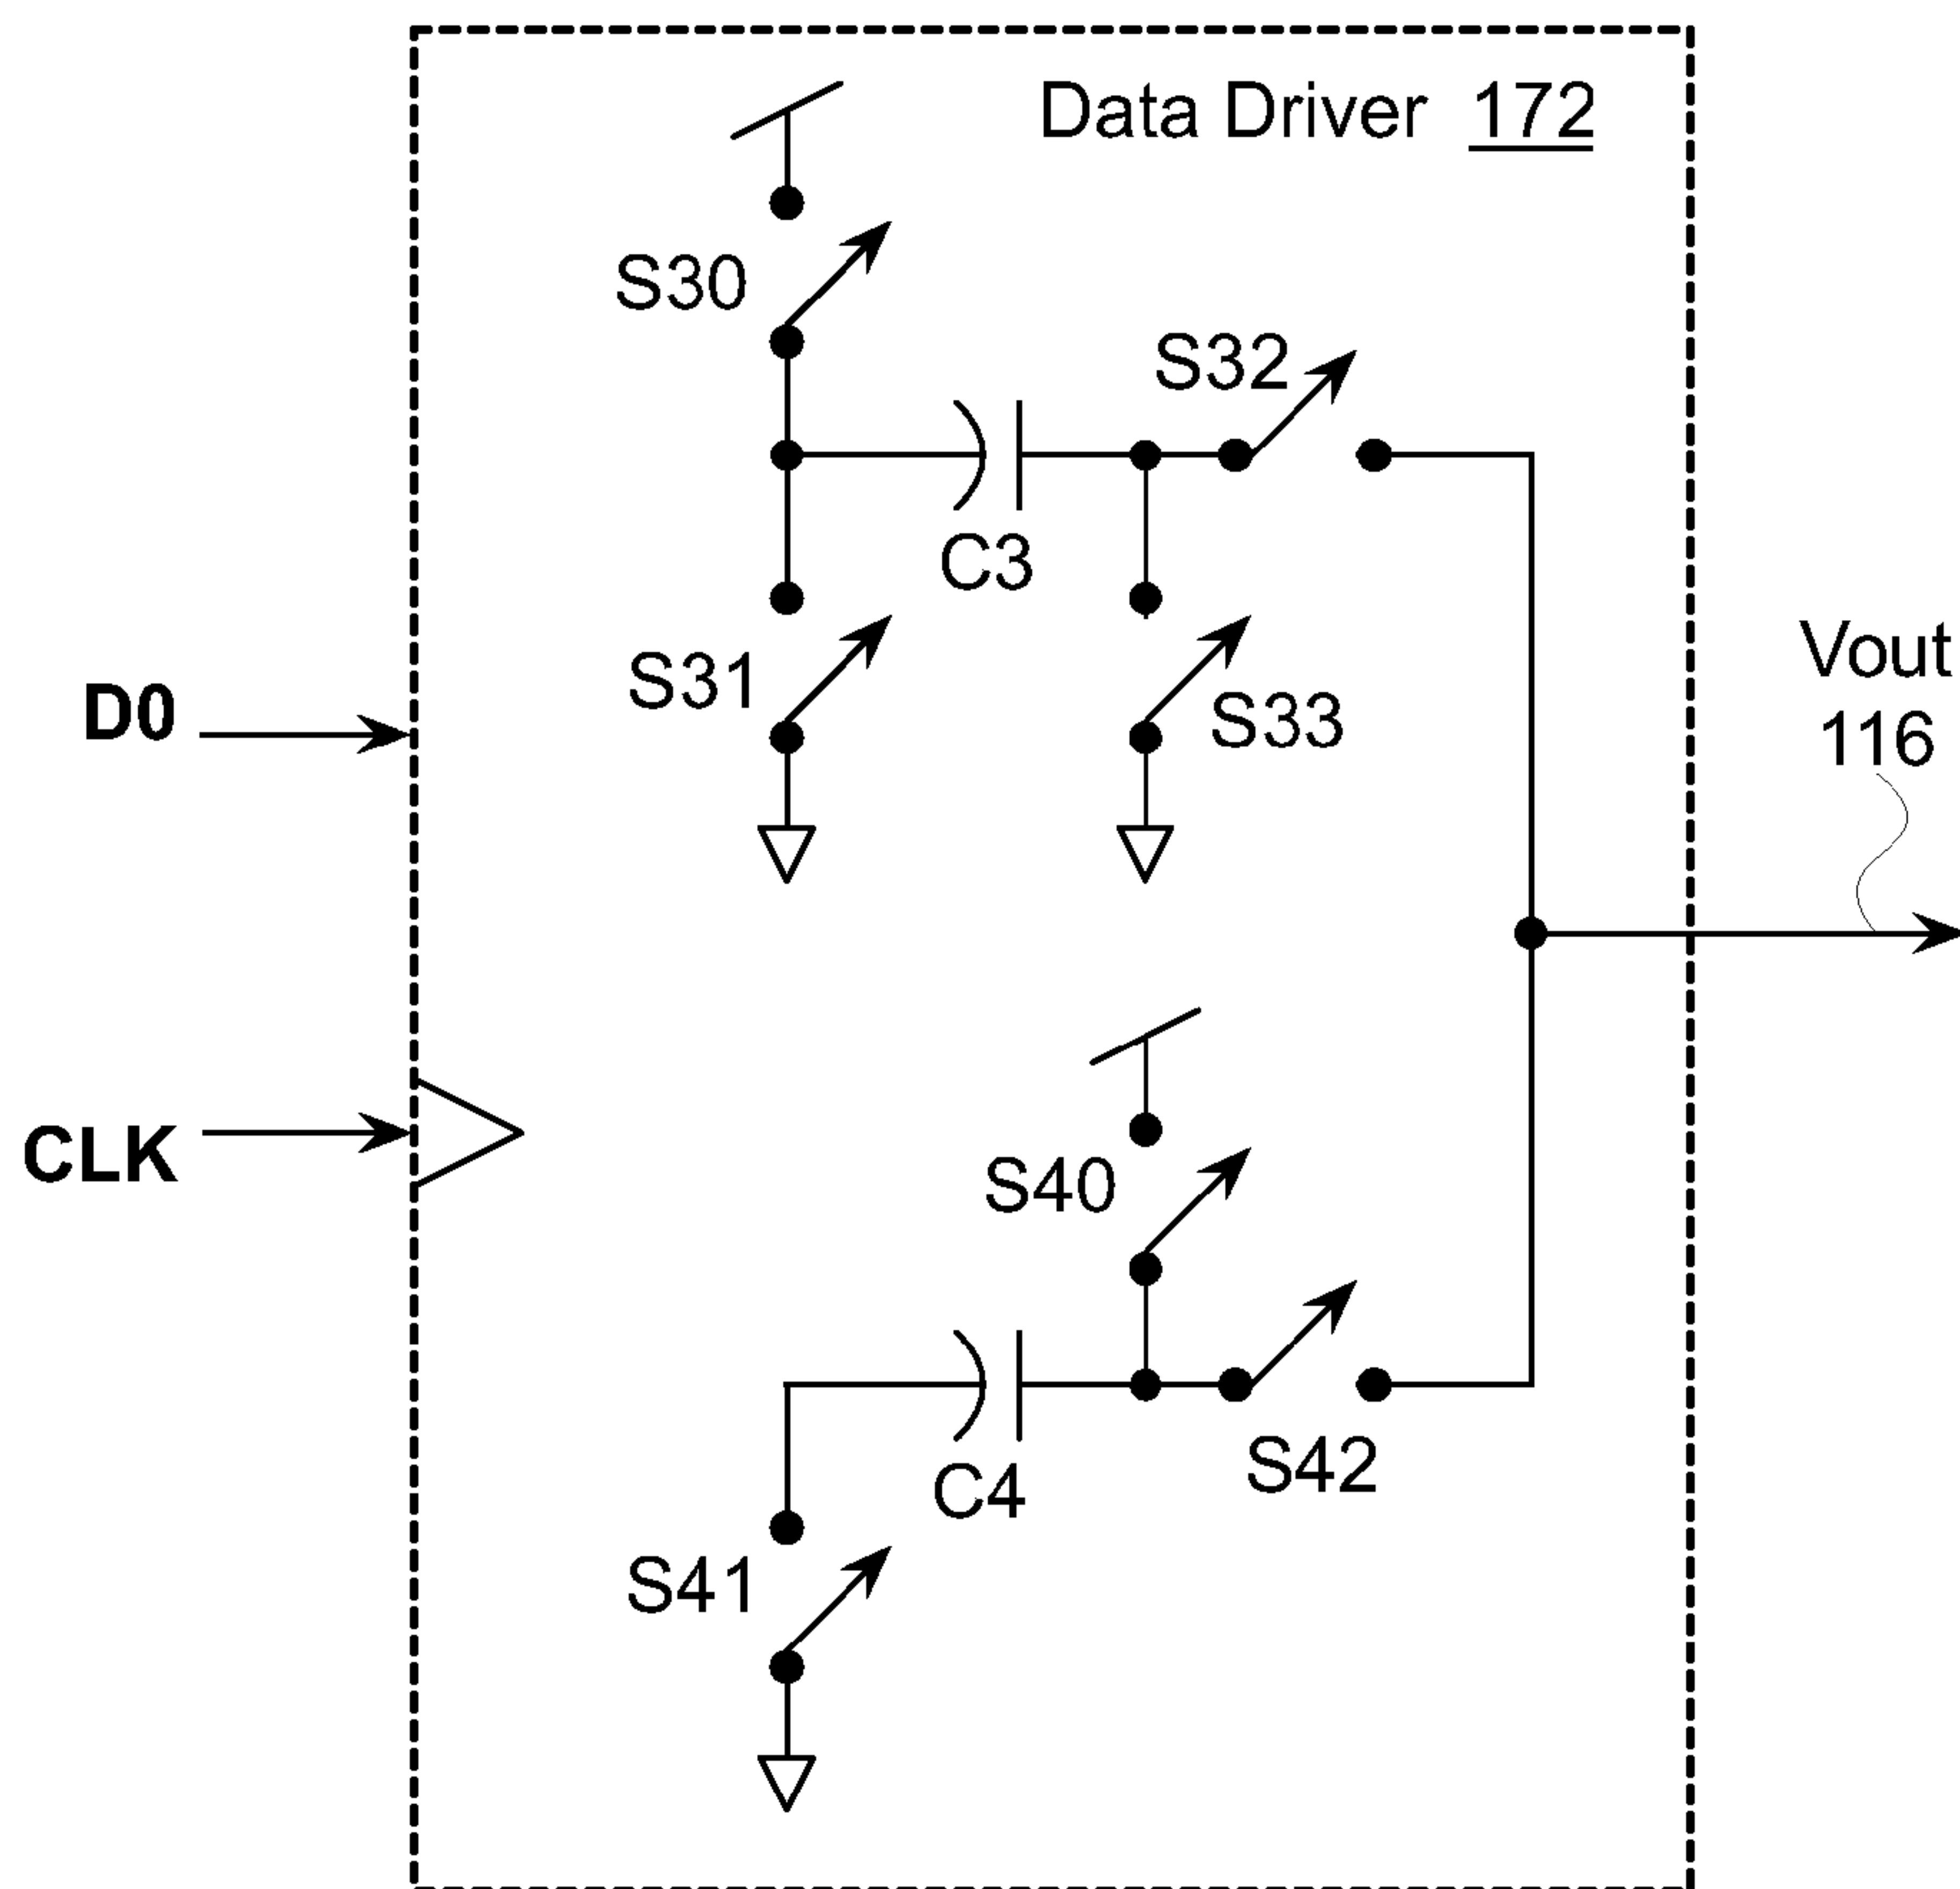 Data Driver 172
S30
S32
C3
S31
S33
D0
Vout
116
CLK
S40
C4
S42
S41